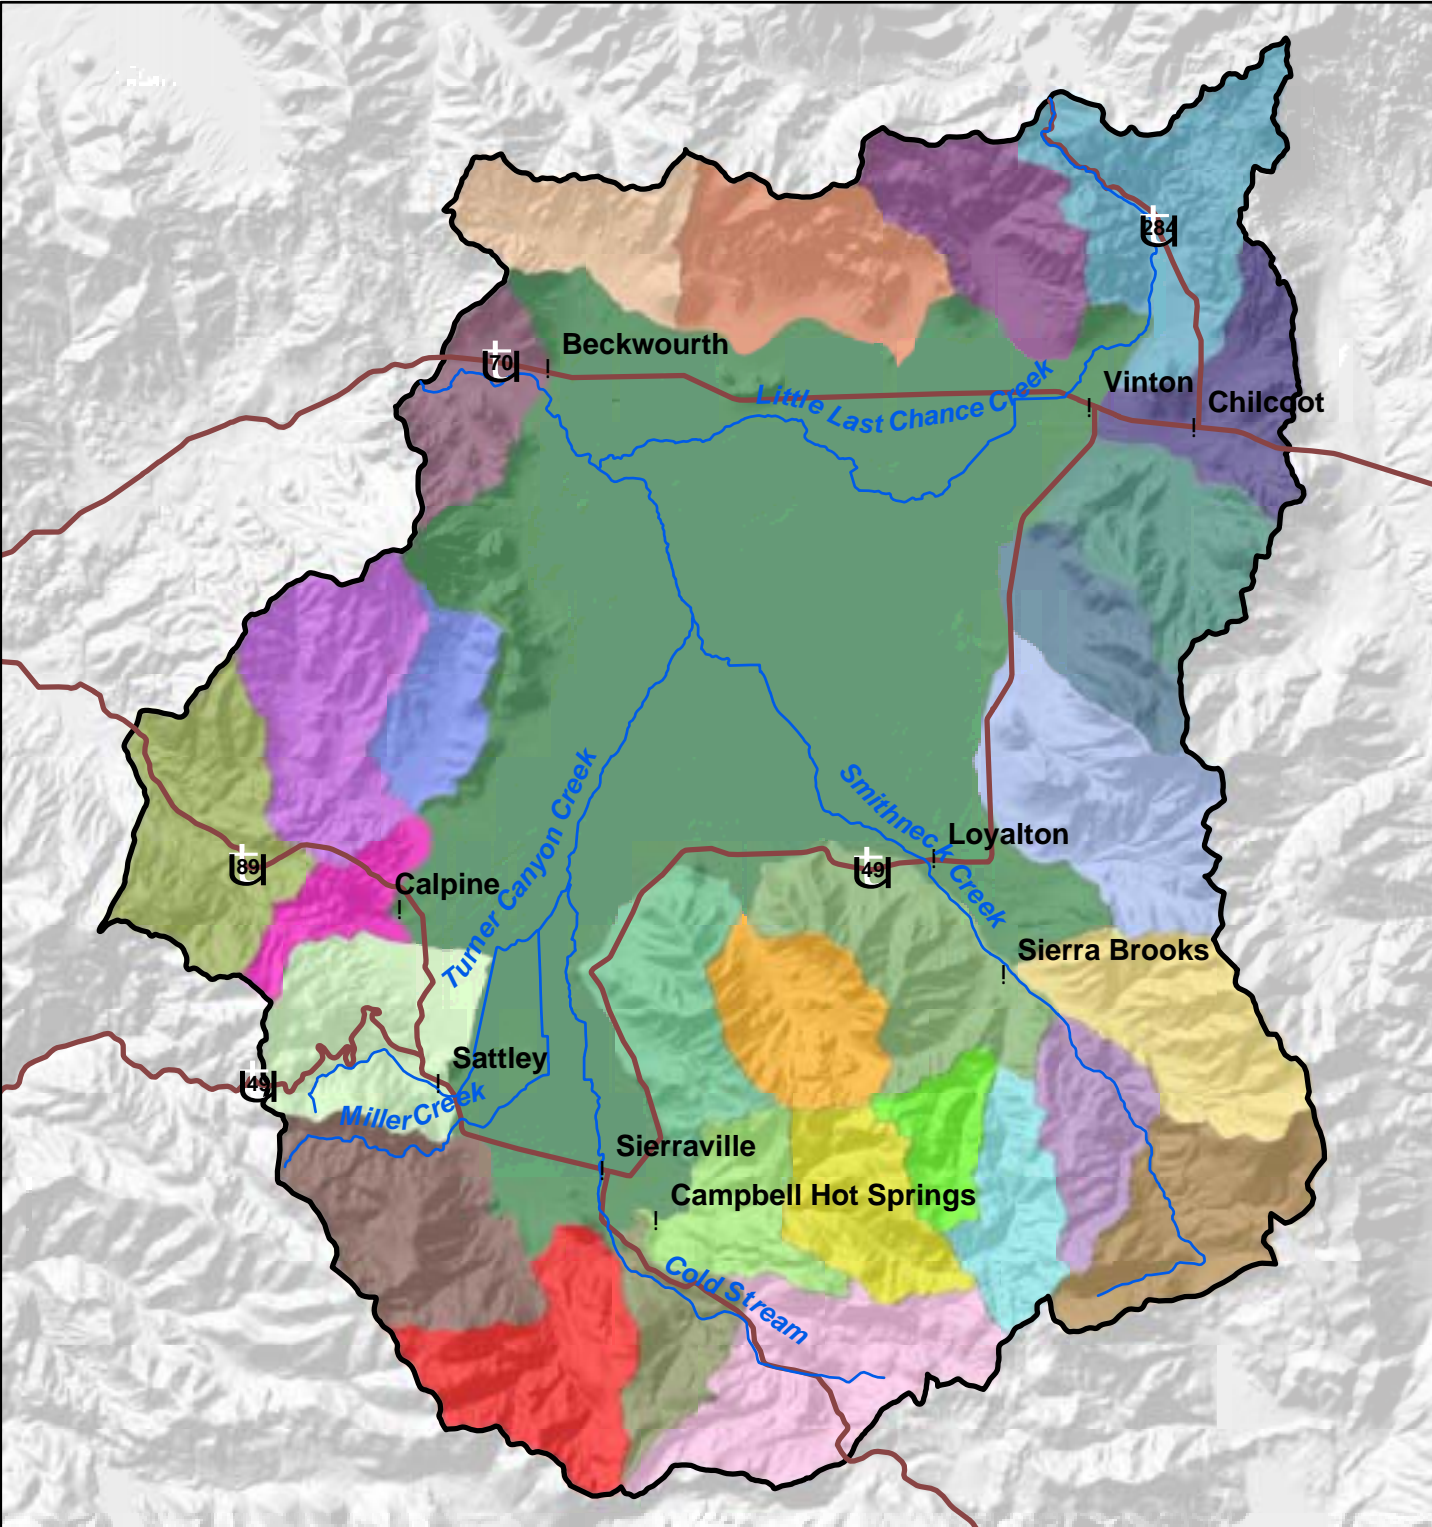 284
Beckwourth
70
Vinton
Chilcoot
Little Last Chance Creek
Smithneck Creek
Loyalton
49
89
Calpine
Turner Canyon Creek
Sierra Brooks
Sattley
49
Miller Creek
Sierraville
Campbell Hot Springs
Cold Stream